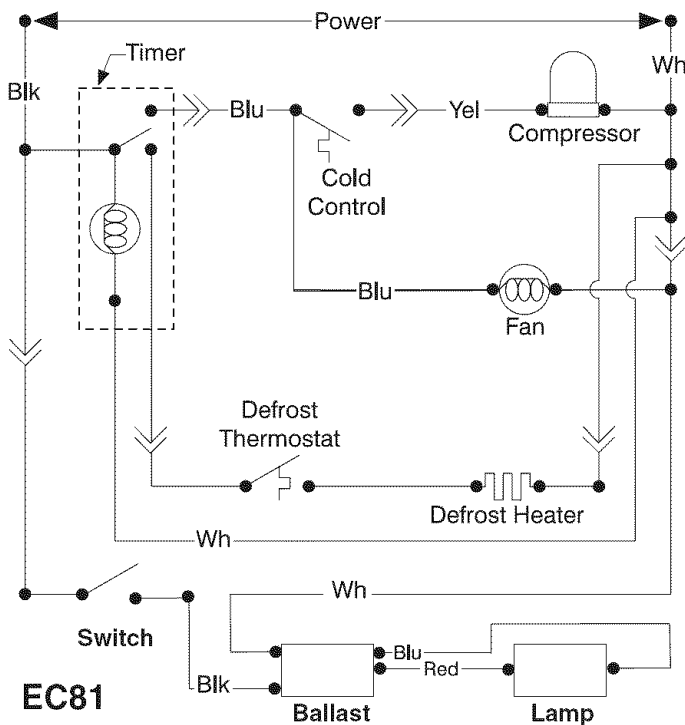 Power
Timer
Blk
Wh
Blu
Yel
Compressor
Cold
Control
Blu
Fan
Defrost
Thermostat
Defrost Heater
Wh
Wh
Switch
Blu
Red
Blk
EC81
Ballast
Lamp